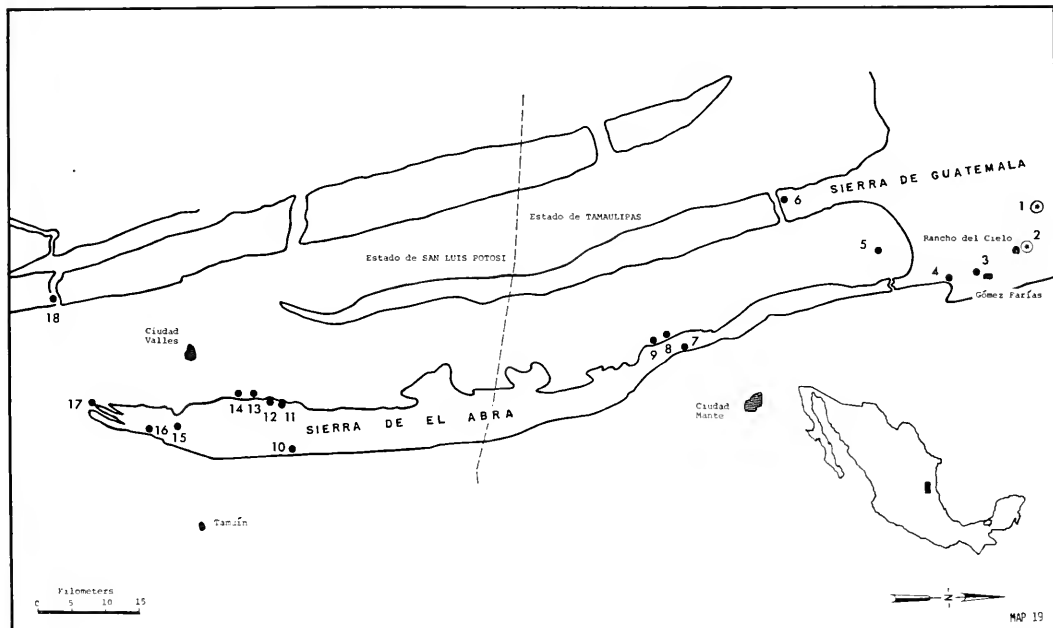 SIERRA DE GUATEMALA
6
1
Estado de TAMAULIPAS
Rancho del Cielo
2
Estado de SAN LUIS POTOSI
5
3
4
Gómez Farías
18
Ciudad
Valles
9
8
7
17
14
13
12
11
Ciudad
Mante
SIERRA DE EL ABRA
16
15
10
Tamuín
Kilometers
0 5 10 15
N
MAP 19